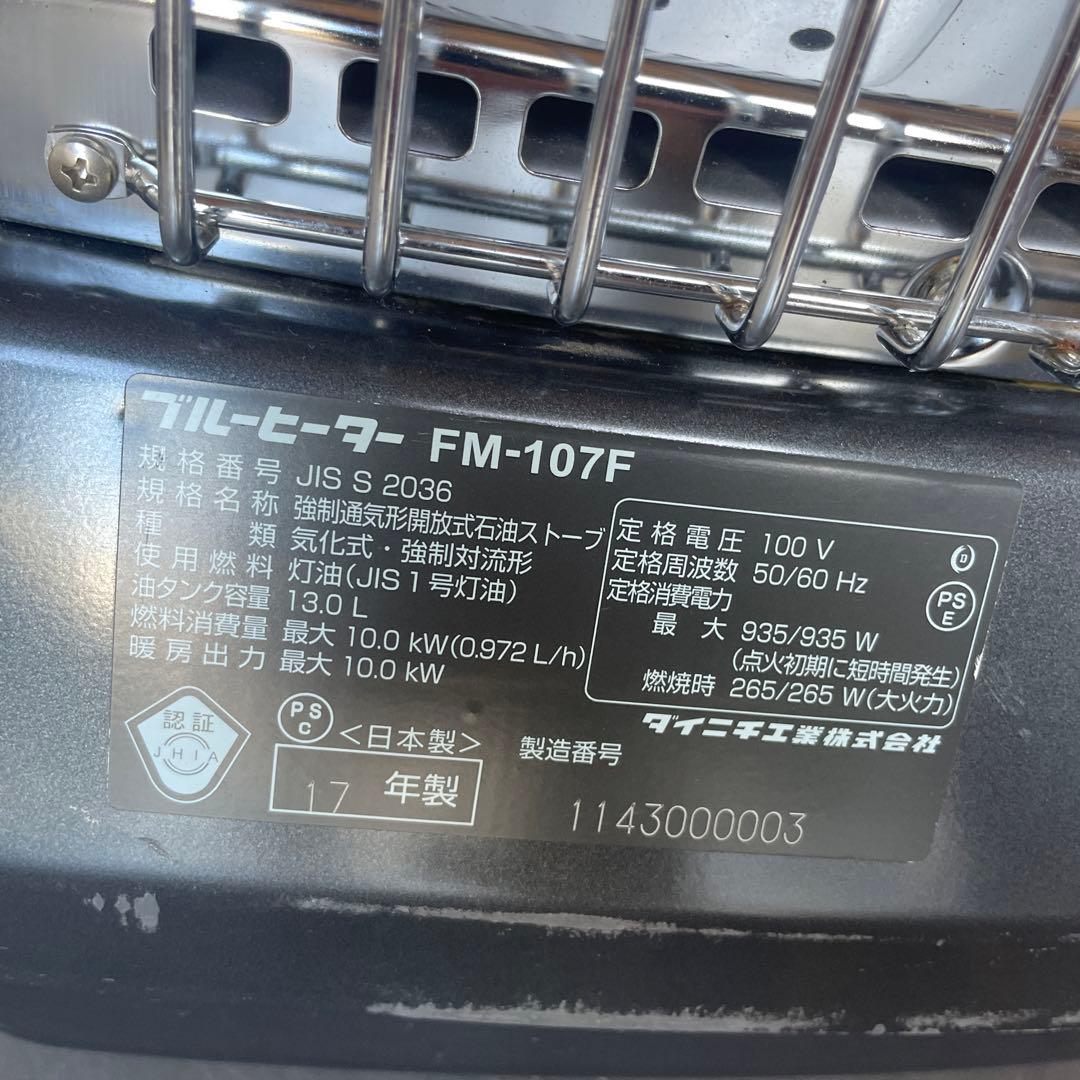 ブルーヒーター FM-107F
規格番号 JIS S 2036
規格名称 強制通気形開放式石油ストーブ
種類 気化式・強制対流形
使用燃料 灯油(JIS1号灯油)
油タンク容量 13.0 L
燃料消費量 最大 10.0 kW(0.972 L/h)
暖房出力 最大 10.0 kW
定格電圧 100 V
定格周波数 50/60 Hz
定格消費電力
最大 935/935 W
(点火初期に短時間発生)
燃焼時 265/265 W(大火力)
PS
E
ダイニチ工業株式会社
認証
JHIA
PS
C
<日本製>
17 年製
製造番号
1143000003